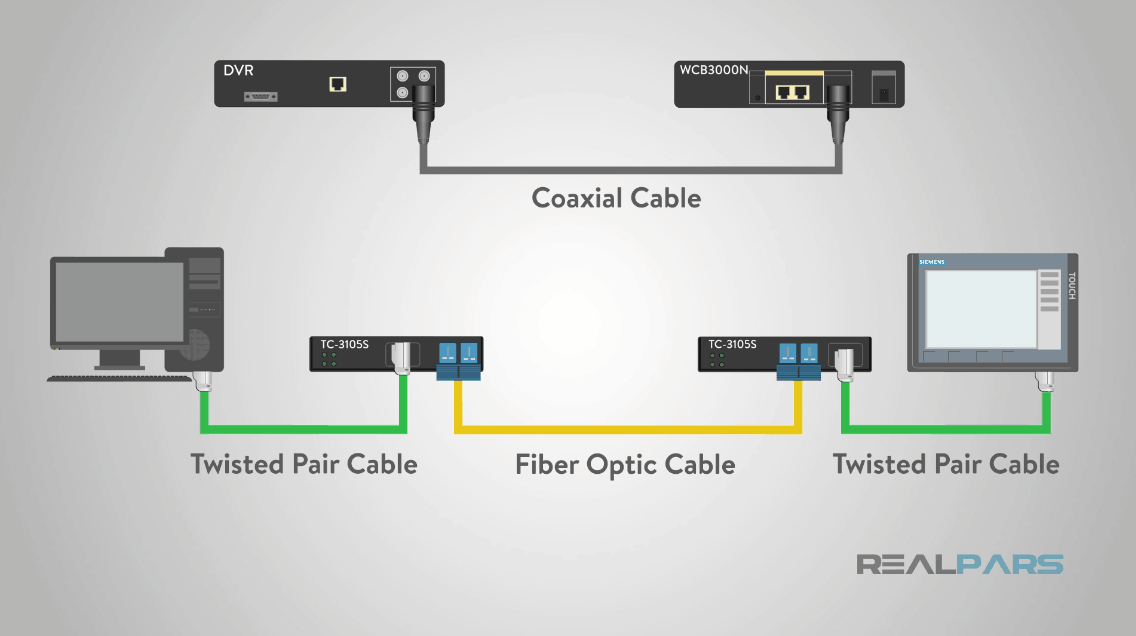 DVR
WCB3000N
Coaxial Cable
SIEMENS
TOUCH
TC-3105S
TC-3105S
Twisted Pair Cable
Fiber Optic Cable
Twisted Pair Cable
REALPARS